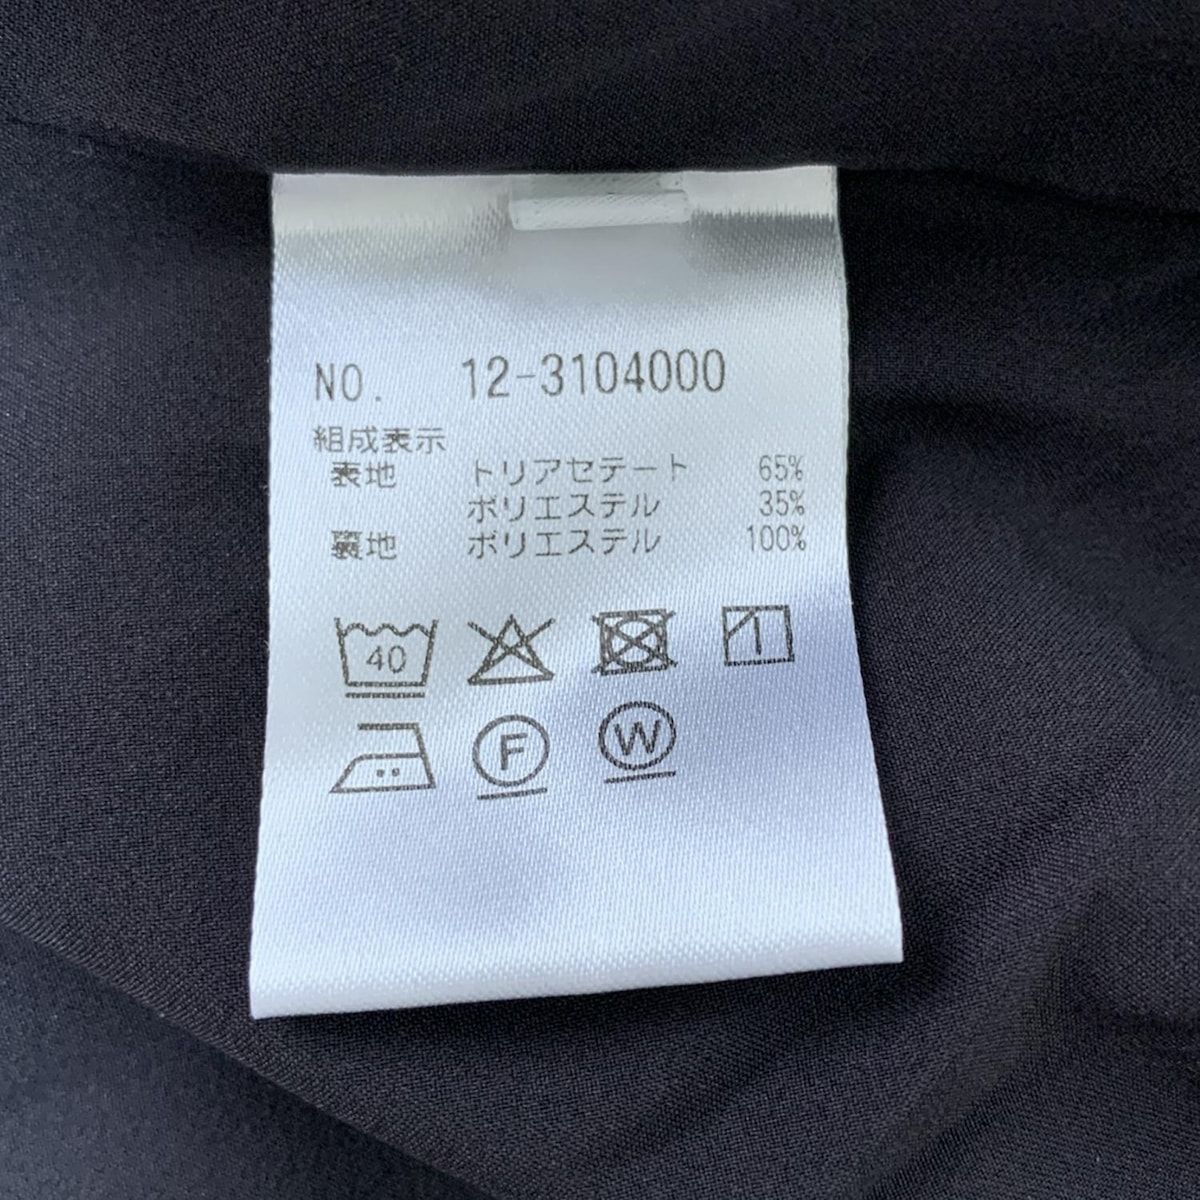 NO. 12-3104000
組成表示
表地 トリアセテート 65%
ポリエステル 35%
裏地 ポリエステル 100%
40
F W